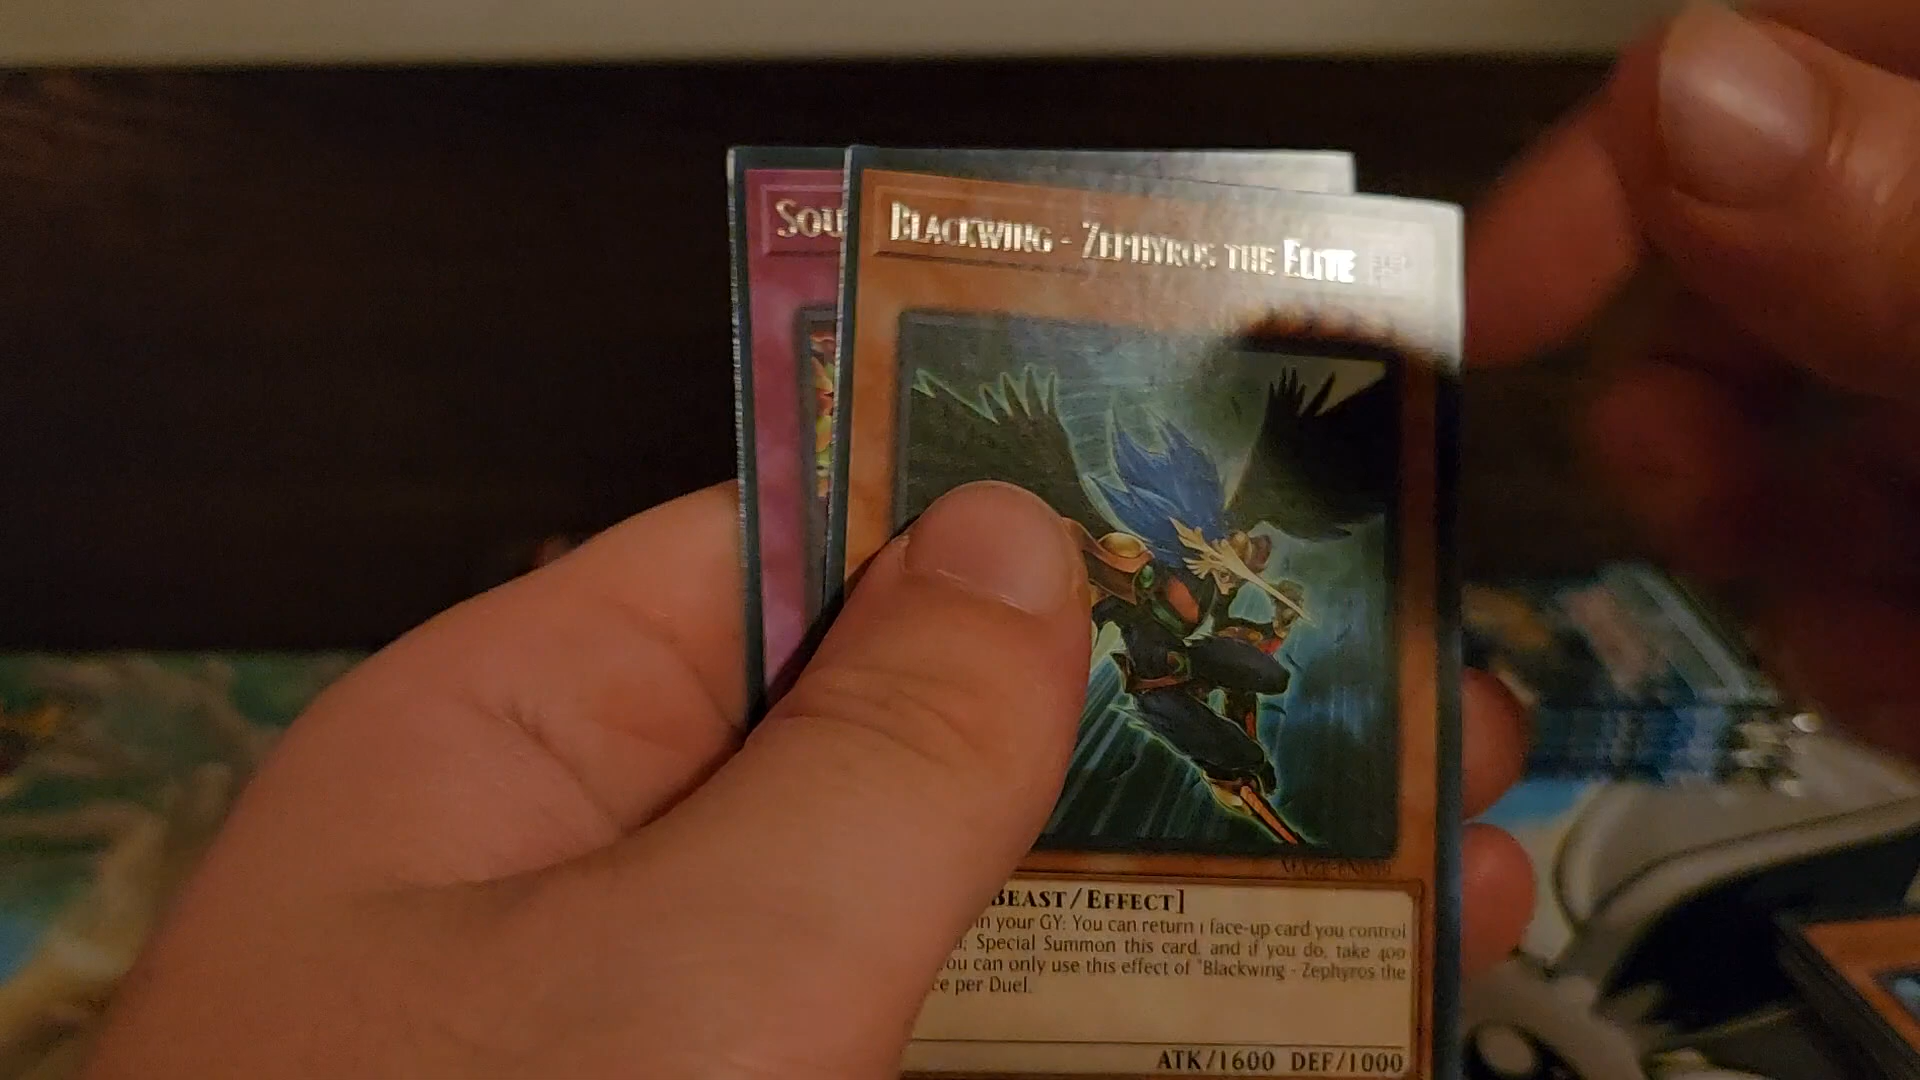 SOU
BLACKWING - ZEPHYROS THE ELITE
BEAST/EFFECT]
in your GY: You can return 1 face-up card you control
Special Summon this card, and if you do, take 400
ou can only use this effect of "Blackwing - Zephyros the
ce per Duel.
ATK/1600 DEF/1000